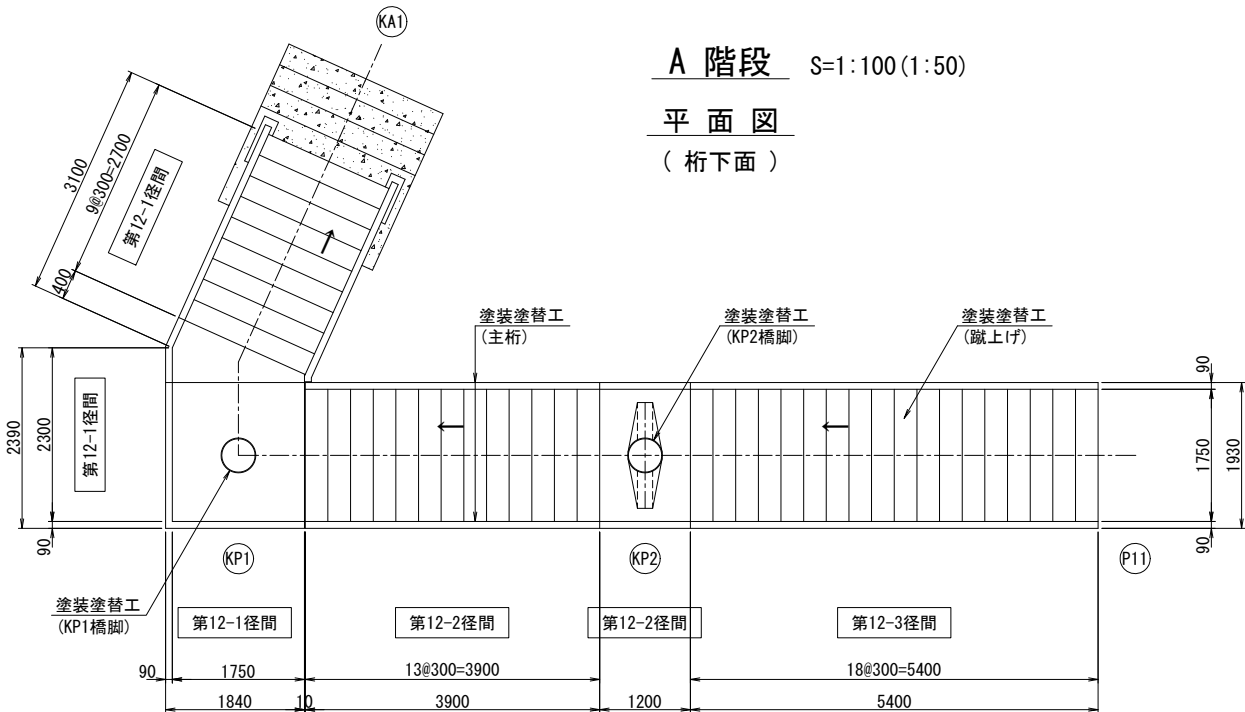 KA1
A 階段 S=1:100(1:50)
平 面 図
( 桁下面 )
3100
9@300=2700
第12-1径間
400
塗装塗替工
(主桁)
塗装塗替工
(KP2橋脚)
塗装塗替工
(蹴上げ)
2390
2300
90
第12-1径間
90
1750
1930
90
KP1
KP2
P11
塗装塗替工
(KP1橋脚)
第12-1径間
第12-2径間
第12-2径間
第12-3径間
90
1750
13@300=3900
18@300=5400
1840
10
3900
1200
5400